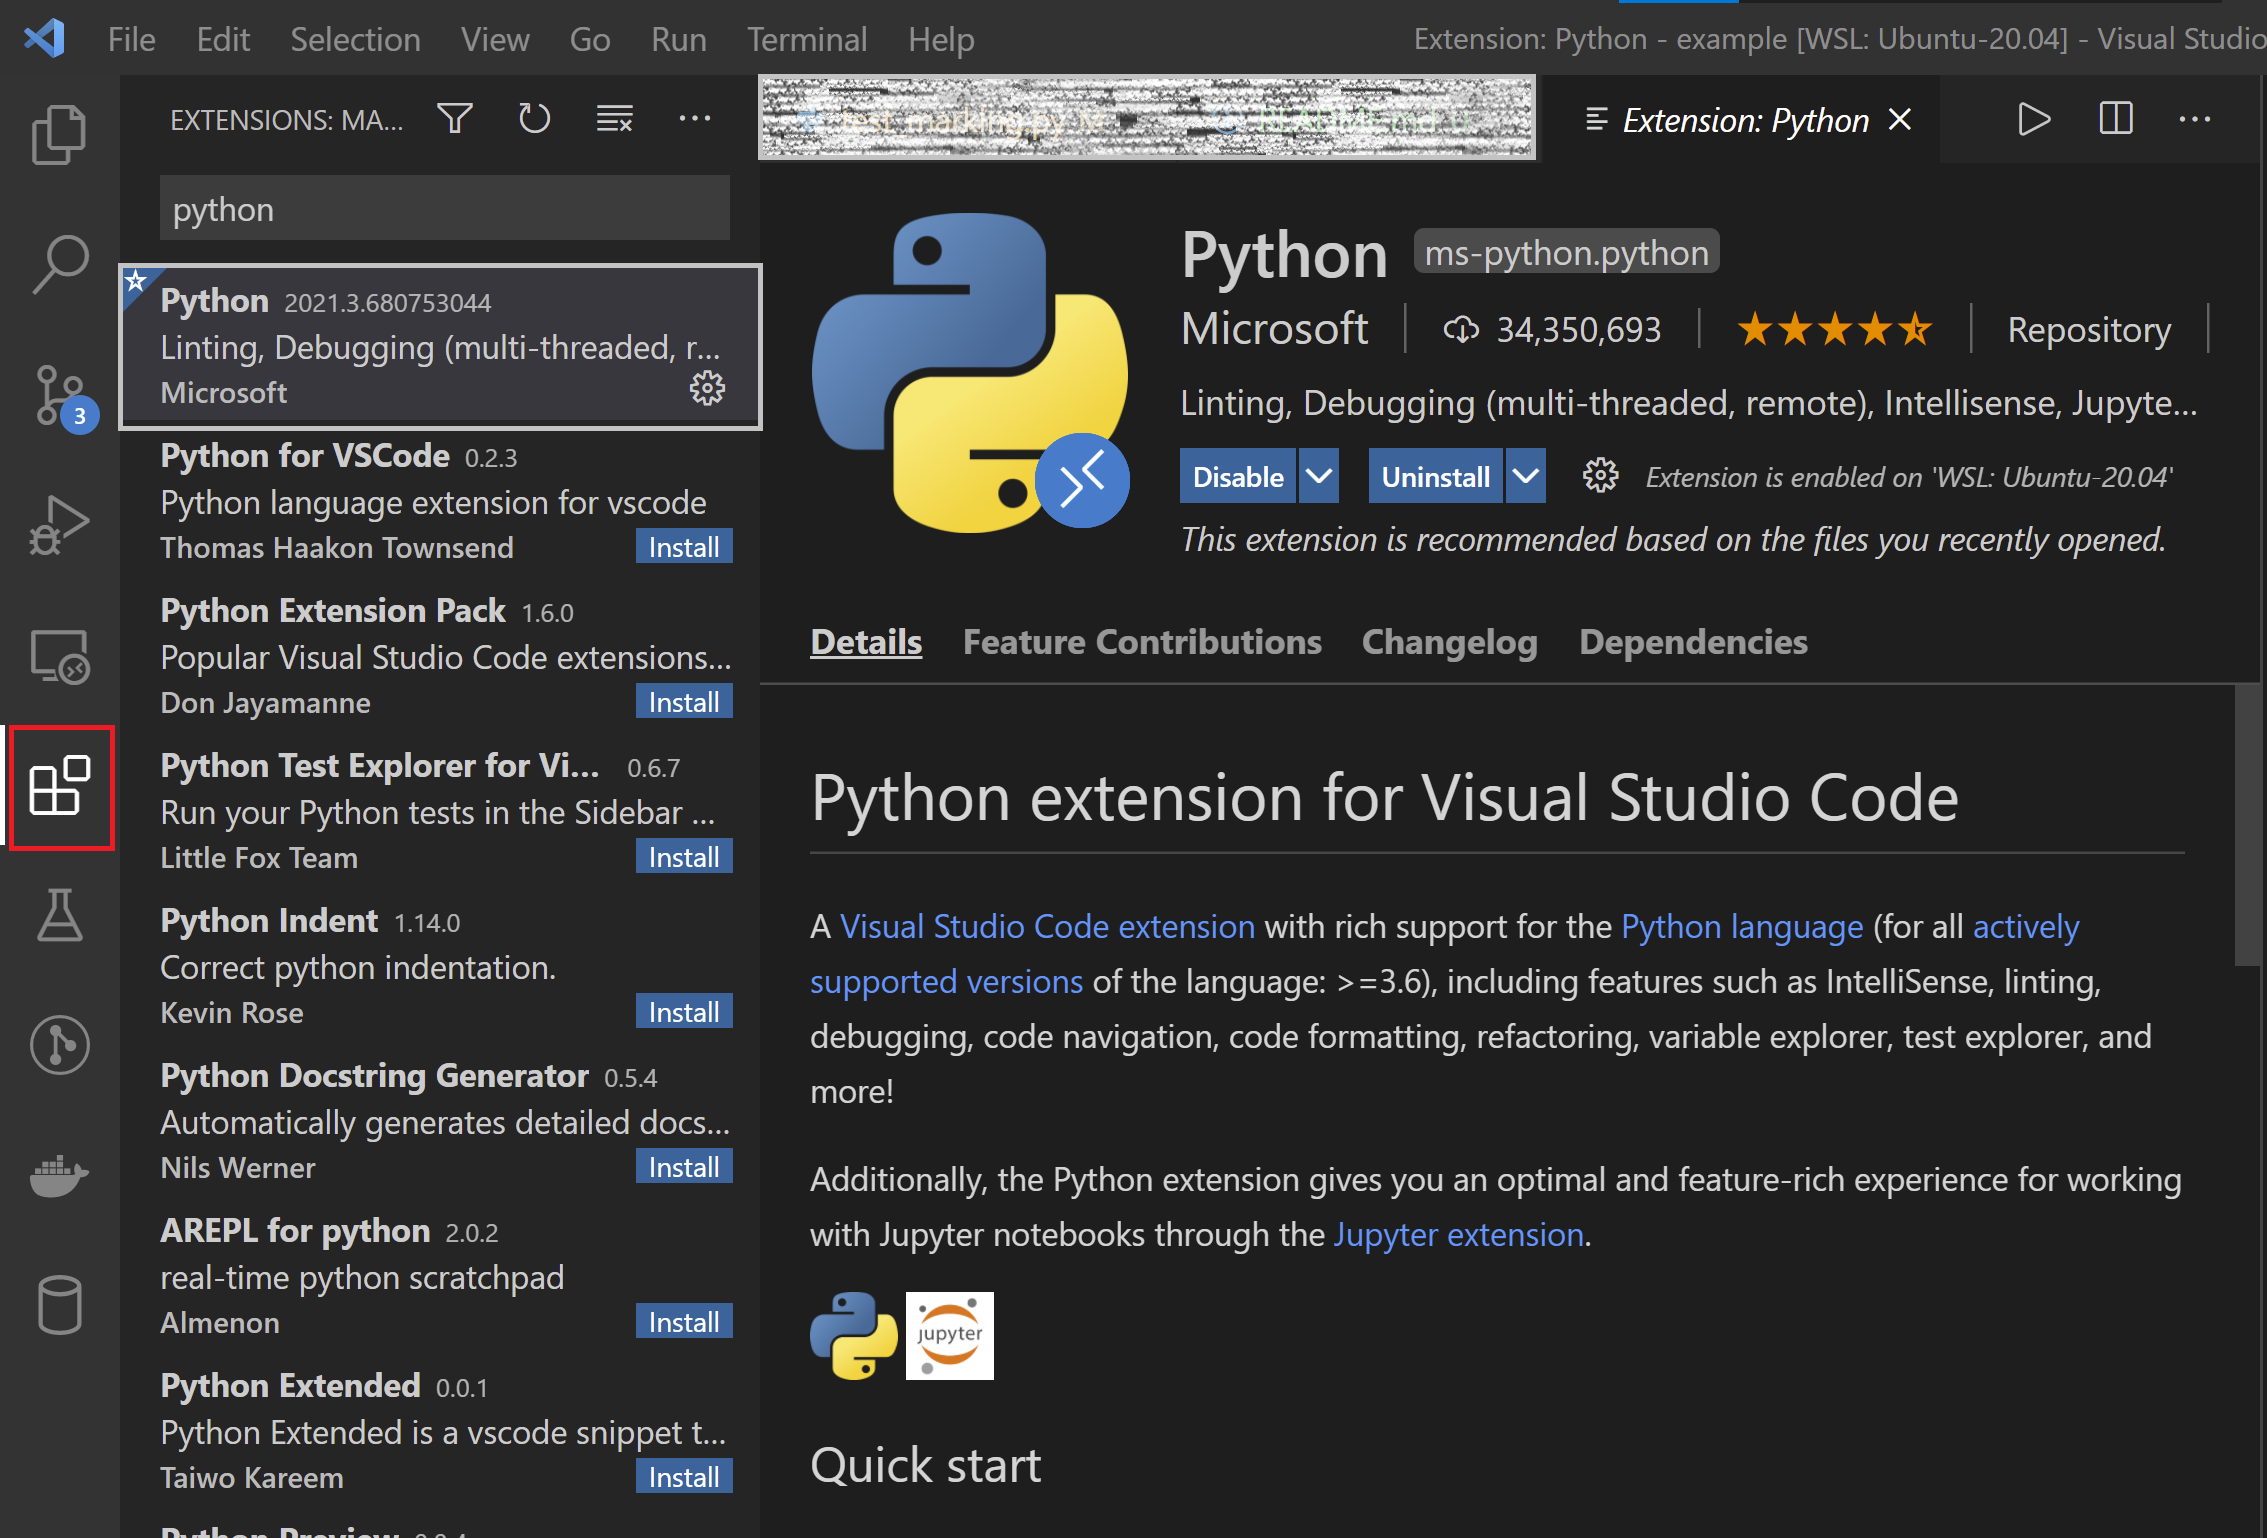 File Edit Selection View Go Run Terminal Help
Extension: Python - example [WSL: Ubuntu-20.04] - Visual Studio
EXTENSIONS: MA...
python
Python 2021.3.680753044
Linting, Debugging (multi-threaded, r...
Microsoft
3
Python for VSCode 0.2.3
Python language extension for vscode
Thomas Haakon Townsend Install
Python Extension Pack 1.6.0
Popular Visual Studio Code extensions...
Don Jayamanne Install
Python Test Explorer for Vi... 0.6.7
Run your Python tests in the Sidebar ...
Little Fox Team Install
Python Indent 1.14.0
Correct python indentation.
Kevin Rose Install
Python Docstring Generator 0.5.4
Automatically generates detailed docs...
Nils Werner Install
AREPL for python 2.0.2
real-time python scratchpad
Almenon Install
Python Extended 0.0.1
Python Extended is a vscode snippet t...
Taiwo Kareem Install
Python Preview
Extension: Python
Python ms-python.python
Microsoft 34,350,693 Repository
Linting, Debugging (multi-threaded, remote), Intellisense, Jupyte...
Disable Uninstall Extension is enabled on 'WSL: Ubuntu-20.04'
This extension is recommended based on the files you recently opened.
Details Feature Contributions Changelog Dependencies
Python extension for Visual Studio Code
A Visual Studio Code extension with rich support for the Python language (for all actively
supported versions of the language: >=3.6), including features such as IntelliSense, linting,
debugging, code navigation, code formatting, refactoring, variable explorer, test explorer, and
more!
Additionally, the Python extension gives you an optimal and feature-rich experience for working
with Jupyter notebooks through the Jupyter extension.
jupyter
Quick start